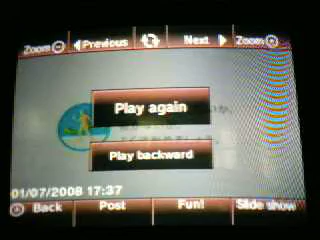 Zoom Previous Next Zoom
Play again
Play backward
01/07/2008 17:37
Back Post Fun! Slide show